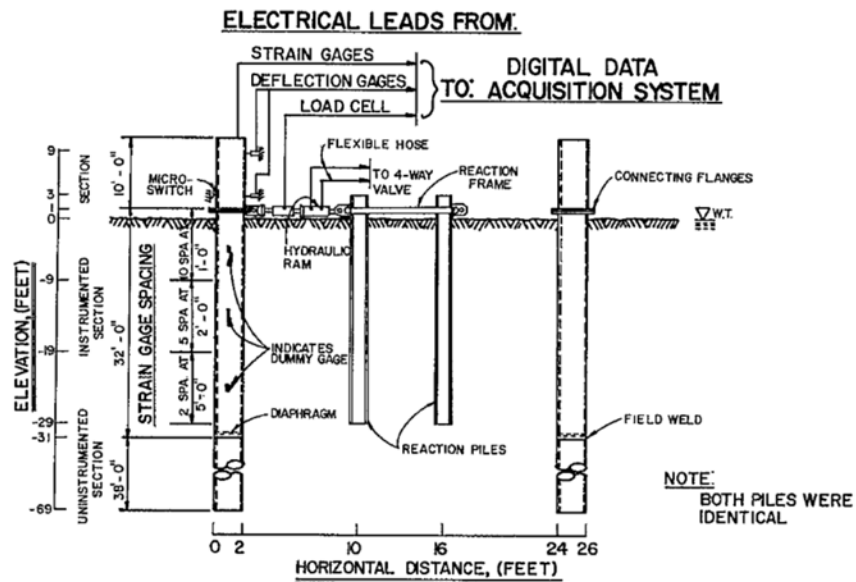 ELECTRICAL LEADS FROM:
STRAIN GAGES
DEFLECTION GAGES
LOAD CELL
DIGITAL DATA
TO: ACQUISITION SYSTEM
FLEXIBLE HOSE
TO 4-WAY
VALVE
REACTION
FRAME
CONNECTING FLANGES
MICRO-
SWITCH
10'-0"
SECTION
9
3
1
0
-9
-19
-29
-31
-69
ELEVATION, (FEET)
INSTRUMENTED
SECTION
UNINSTRUMENTED
SECTION
32'-0"
38'-0"
STRAIN GAGE SPACING
10 SPA AT
1'-0"
5 SPA AT
2'-0"
2 SPA. AT
5'-0"
HYDRAULIC
RAM
W.T.
INDICATES
DUMMY GAGE
DIAPHRAGM
REACTION PILES
FIELD WELD
NOTE:
BOTH PILES WERE
IDENTICAL
0 2 10 16 24 26
HORIZONTAL DISTANCE, (FEET)